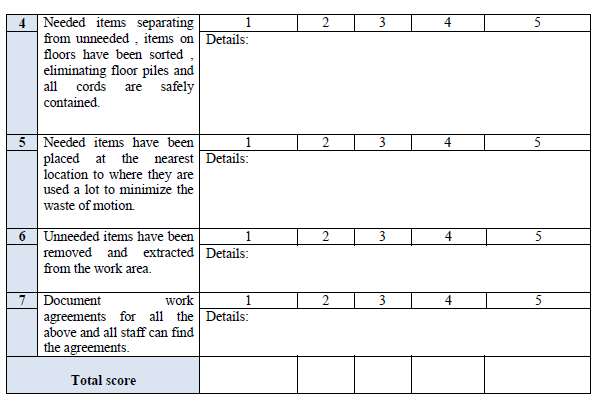 4 Needed items separating 1 2 3 4 5
from unneeded , items on Details:
floors have been sorted ,
eliminating floor piles and
all cords are safely
contained.
5 Needed items have been 1 2 3 4 5
placed at the nearest Details:
location to where they are
used a lot to minimize the
waste of motion.
6 Unneeded items have been 1 2 3 4 5
removed and extracted Details:
from the work area.
7 Document work 1 2 3 4 5
agreements for all the Details:
above and all staff can find
the agreements.
Total score